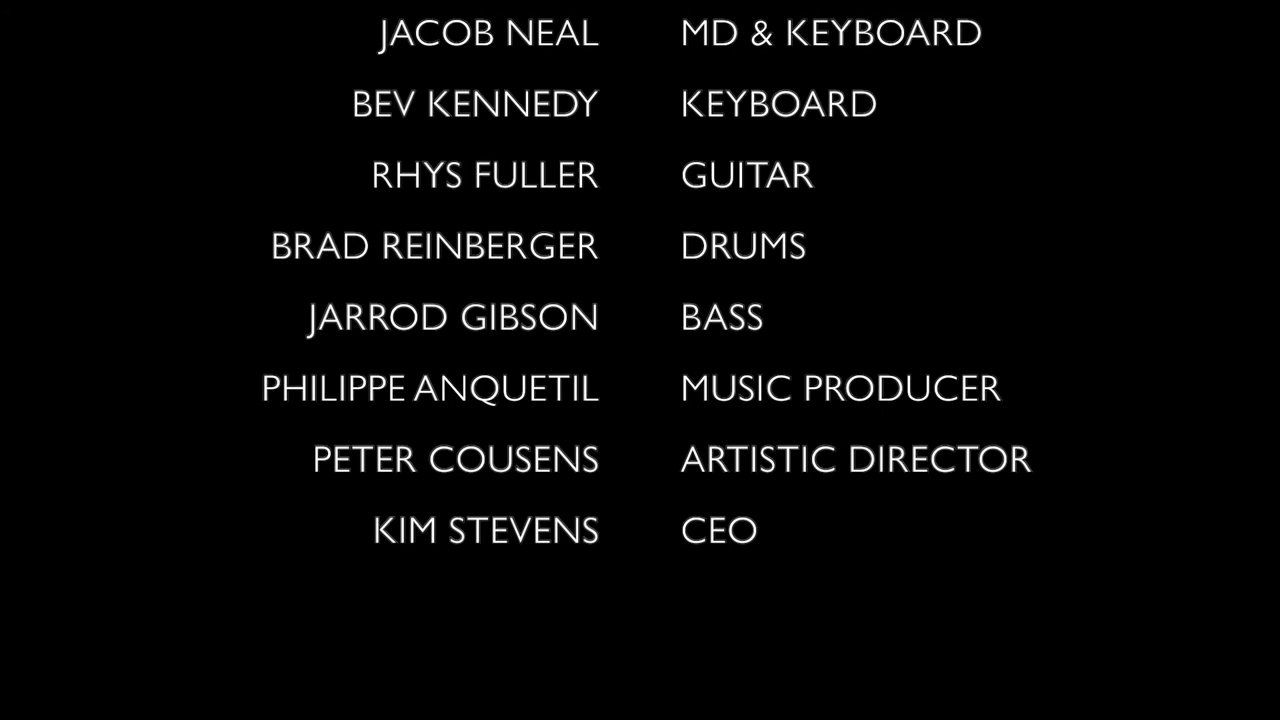 JACOB NEAL MD & KEYBOARD
BEV KENNEDY KEYBOARD
RHYS FULLER GUITAR
BRAD REINBERGER DRUMS
JARROD GIBSON BASS
PHILIPPE ANQUETIL MUSIC PRODUCER
PETER COUSENS ARTISTIC DIRECTOR
KIM STEVENS CEO